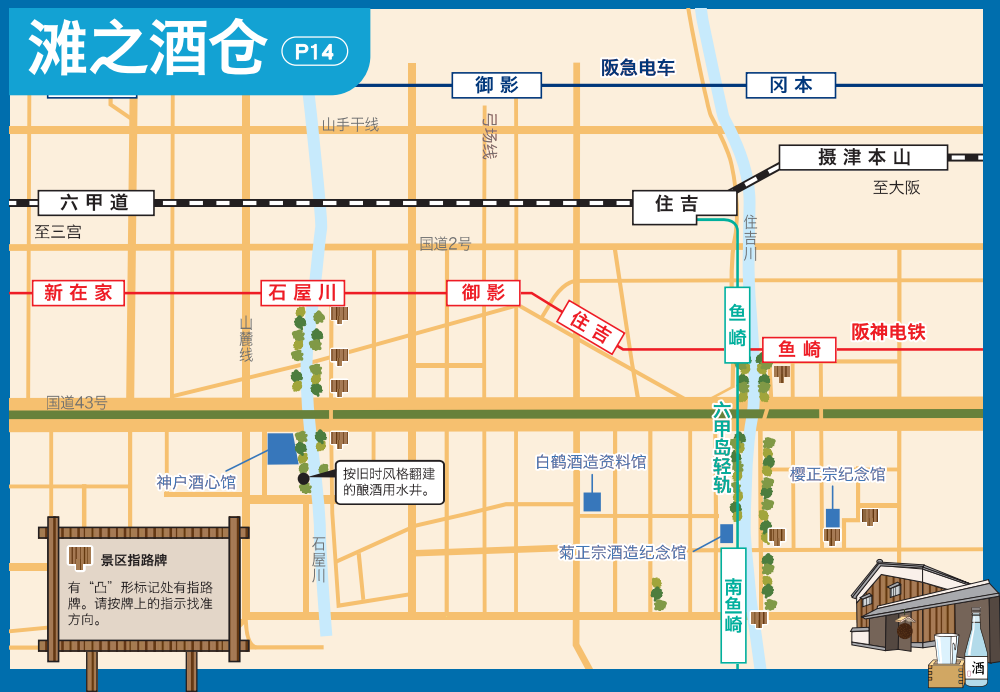 滩之酒仓
P14
阪急电车
御影
冈本
山手干线
弓场线
摄津本山
至大阪
六甲道
住吉
至三宫
住吉川
国道2号
新在家
石屋川
御影
住吉
鱼崎
鱼崎
阪神电铁
山麓线
国道43号
六甲岛轻轨
神户酒心馆
按旧时风格翻建
的酿酒用水井。
白鹤酒造资料馆
樱正宗纪念馆
菊正宗酒造纪念馆
石屋川
南鱼崎
景区指路牌
有“凸”形标记处有指路
牌。请按牌上的指示找准
方向。
酒